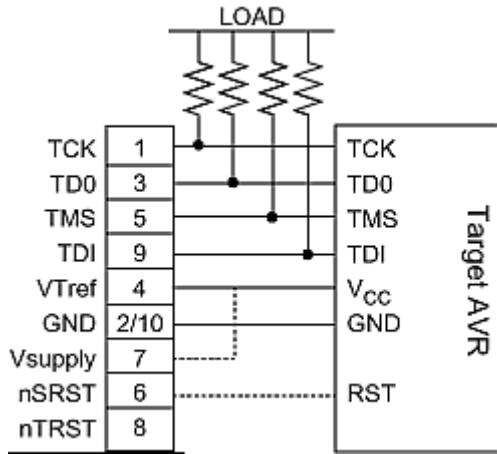 LOAD
TCK 1 TCK
TD0 3 TD0
TMS 5 TMS
TDI 9 TDI
VTref 4 VCC
GND 2/10 GND
Vsupply 7
nSRST 6 RST
nTRST 8
Target AVR